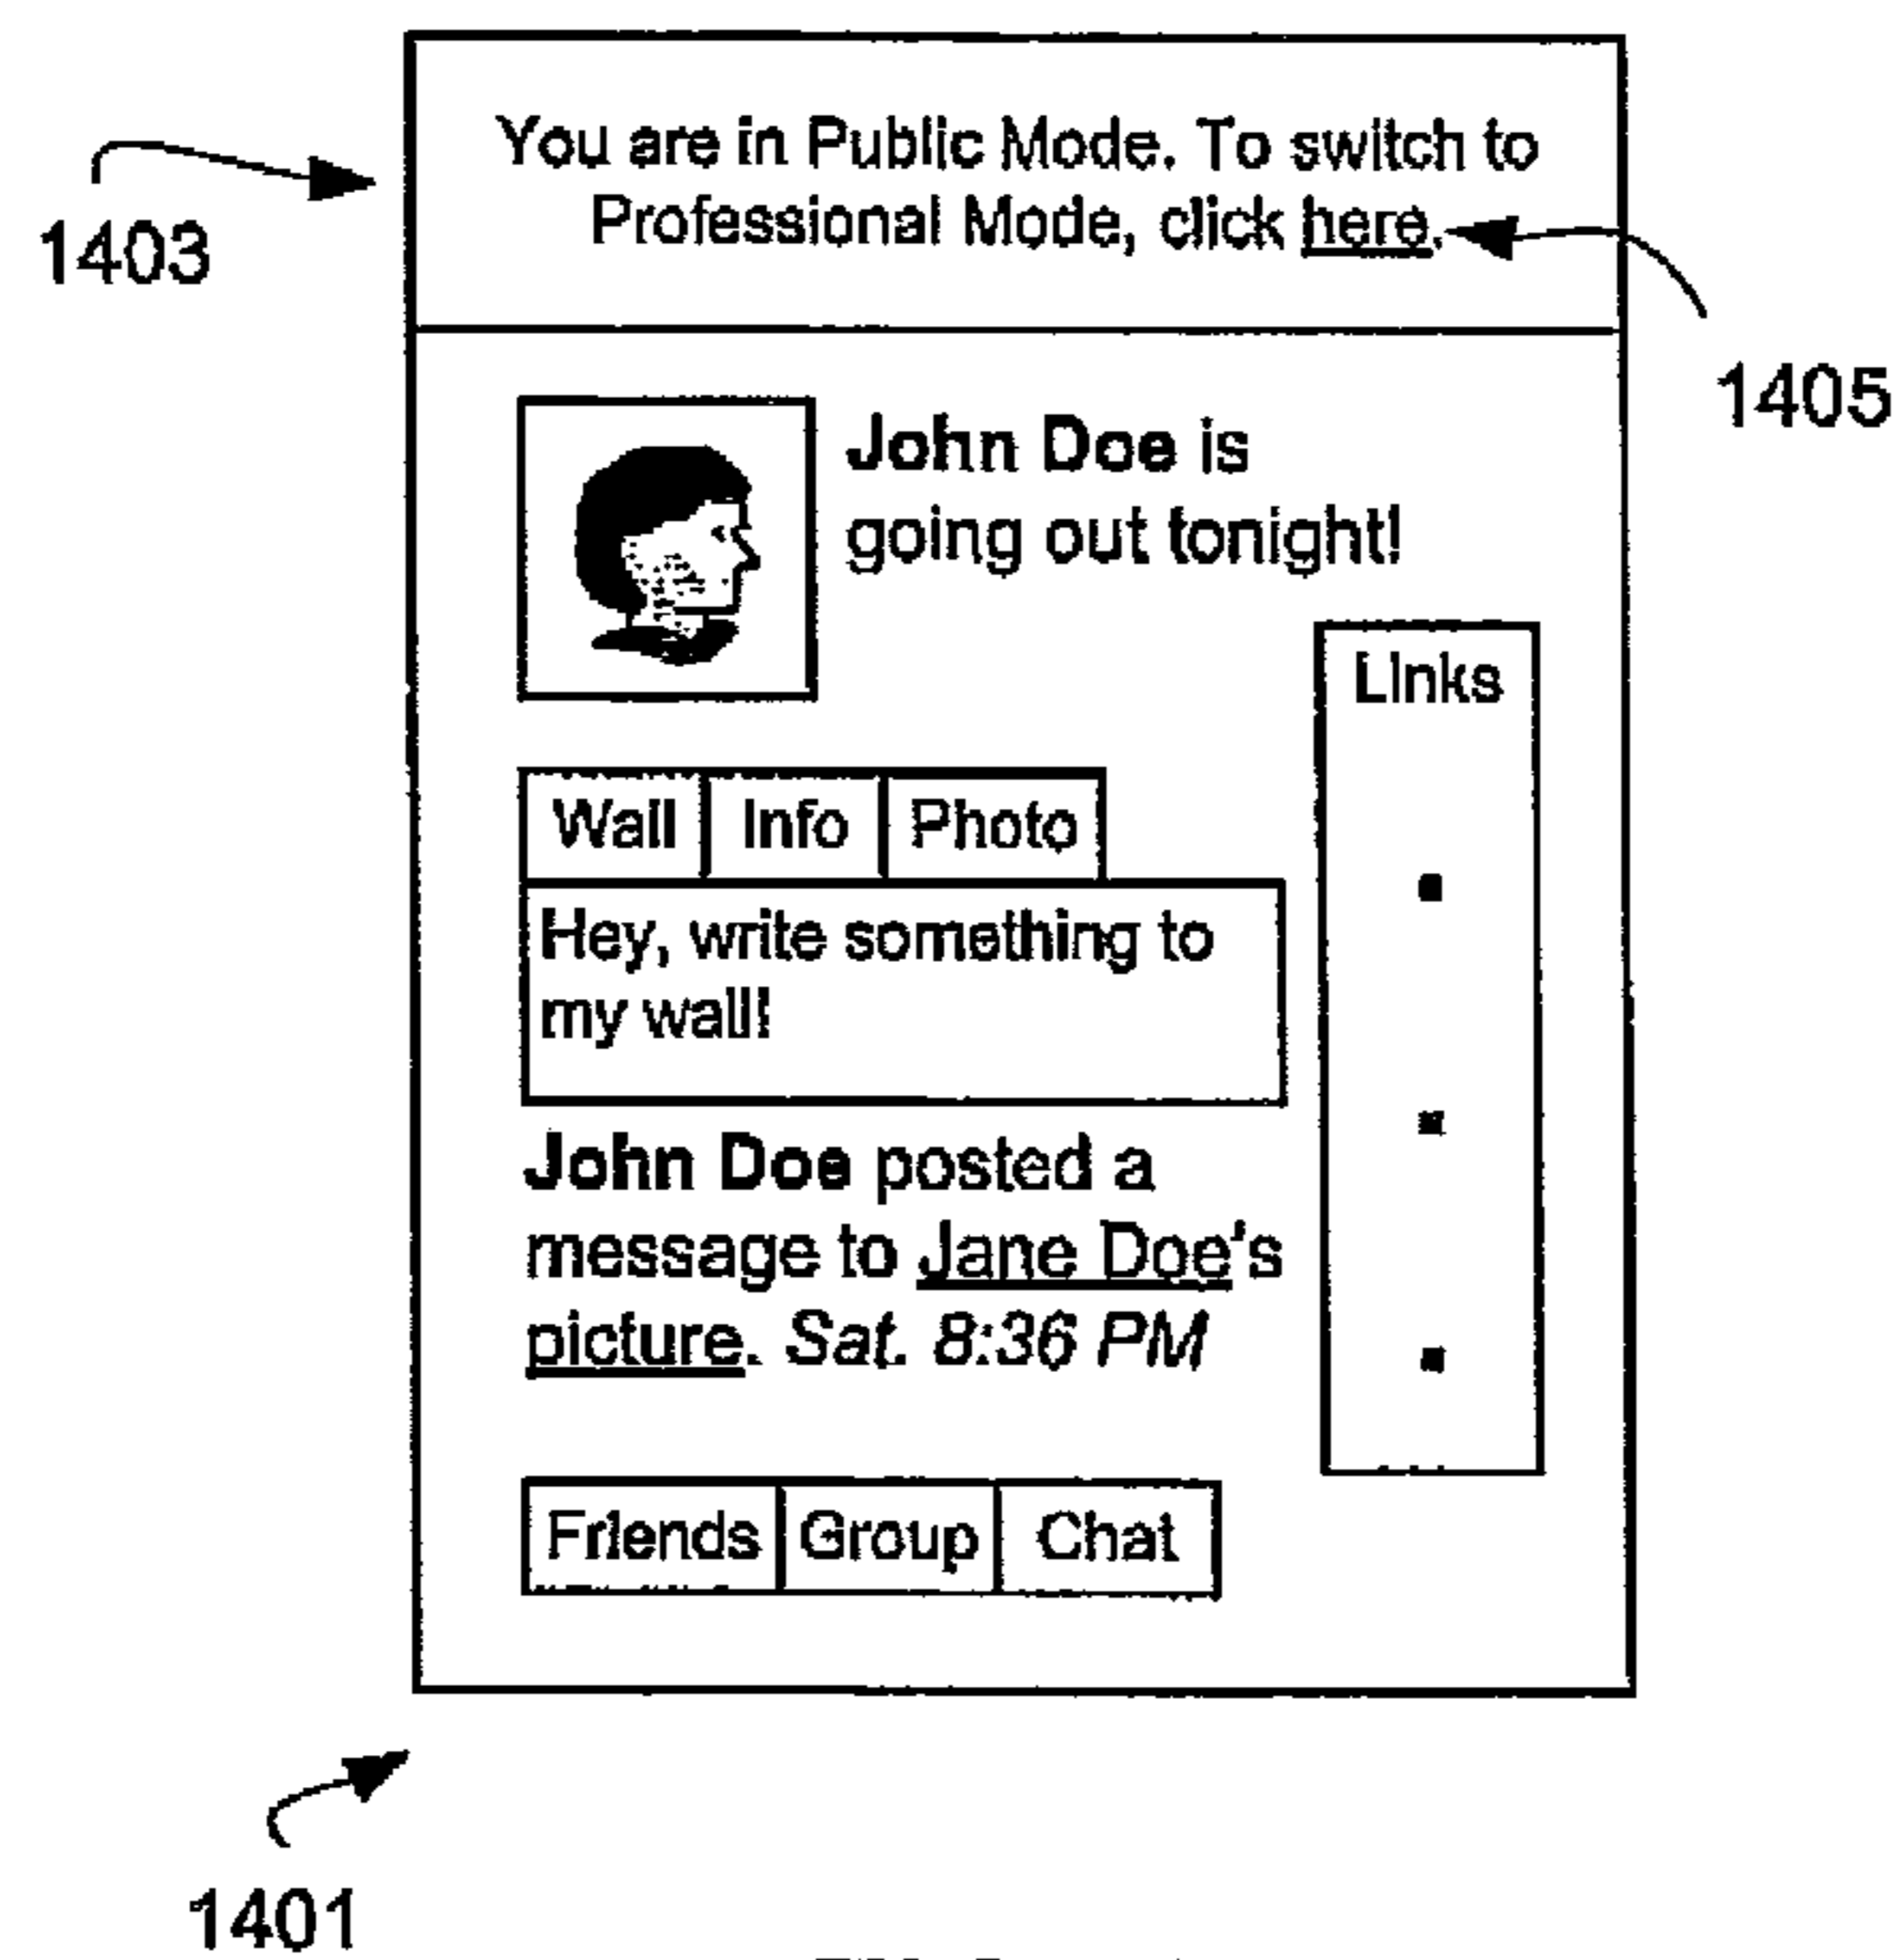 You are in Public Mode. To switch to
Professional Mode, click here.
1403
1405
John Doe is
going out tonight!
Links
Wall Info Photo
Hey, write something to
my wall!
John Doe posted a
message to Jane Doe's
picture. Sat. 8:36 PM
Friends Group Chat
1401